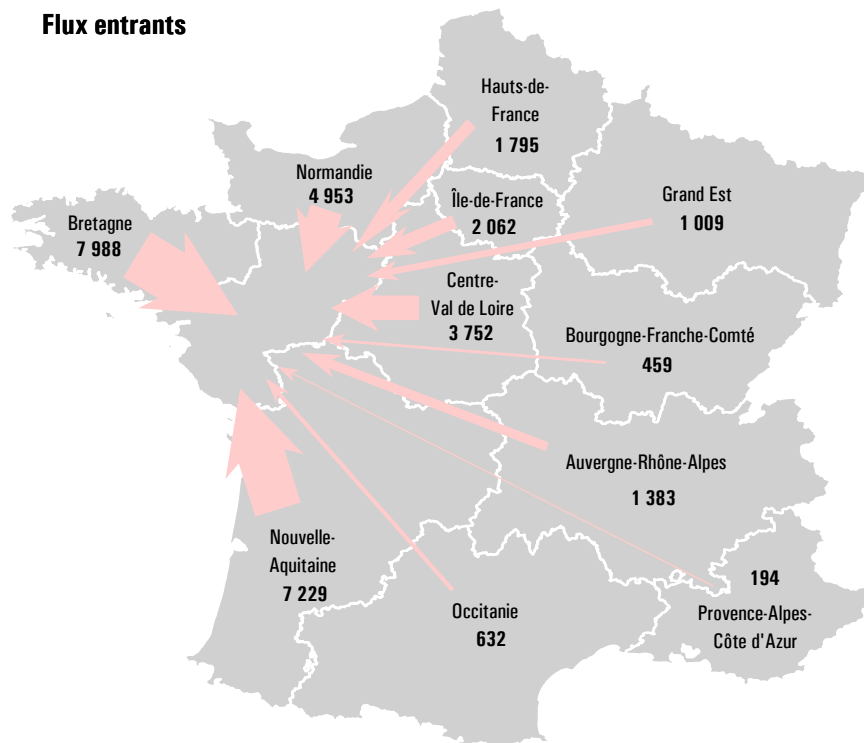 Flux entrants
Hauts-de-
France
1 795
Normandie
4 953
Île-de-France
2 062
Grand Est
1 009
Bretagne
7 988
Centre-
Val de Loire
3 752
Bourgogne-Franche-Comté
459
Auvergne-Rhône-Alpes
1 383
Nouvelle-
Aquitaine
7 229
Occitanie
632
194
Provence-Alpes-
Côte d'Azur